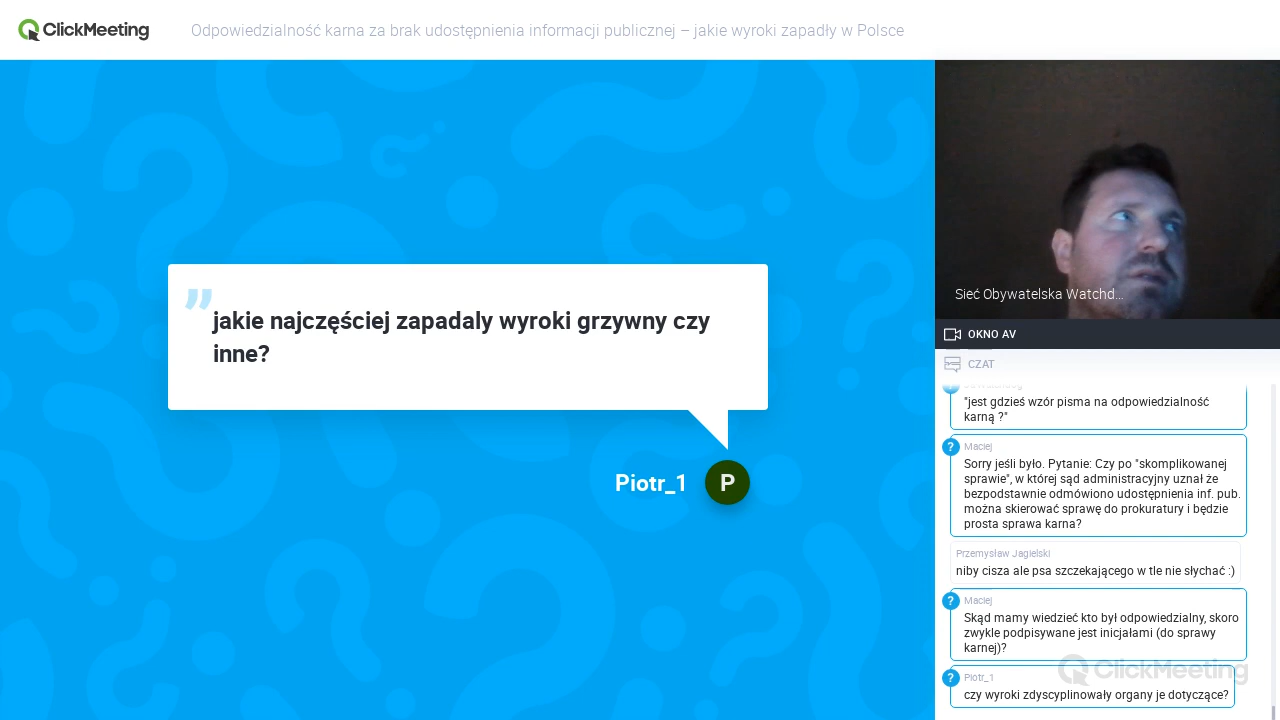 ClickMeeting
Odpowiedzialność karna za brak udostępnienia informacji publicznej – jakie wyroki zapadły w Polsce
jakie najczęściej zapadaly wyroki grzywny czy
inne?
Piotr_1
P
Sieć Obywatelska Watchd...
OKNO AV
CZAT
"jest gdzieś wzór pisma na odpowiedzialność
karną ?"
?
Maciej
Sorry jeśli było. Pytanie: Czy po "skomplikowanej
sprawie", w której sąd administracyjny uznał że
bezpodstawnie odmówiono udostępnienia inf. pub.
można skierować sprawę do prokuratury i będzie
prosta sprawa karna?
Przemysław Jagielski
niby cisza ale psa szczekającego w tle nie słychać :)
?
Maciej
Skąd mamy wiedzieć kto był odpowiedzialny, skoro
zwykle podpisywane jest inicjałami (do sprawy
karnej)?
ClickMeeting
?
Piotr_1
czy wyroki zdyscyplinowały organy je dotyczące?